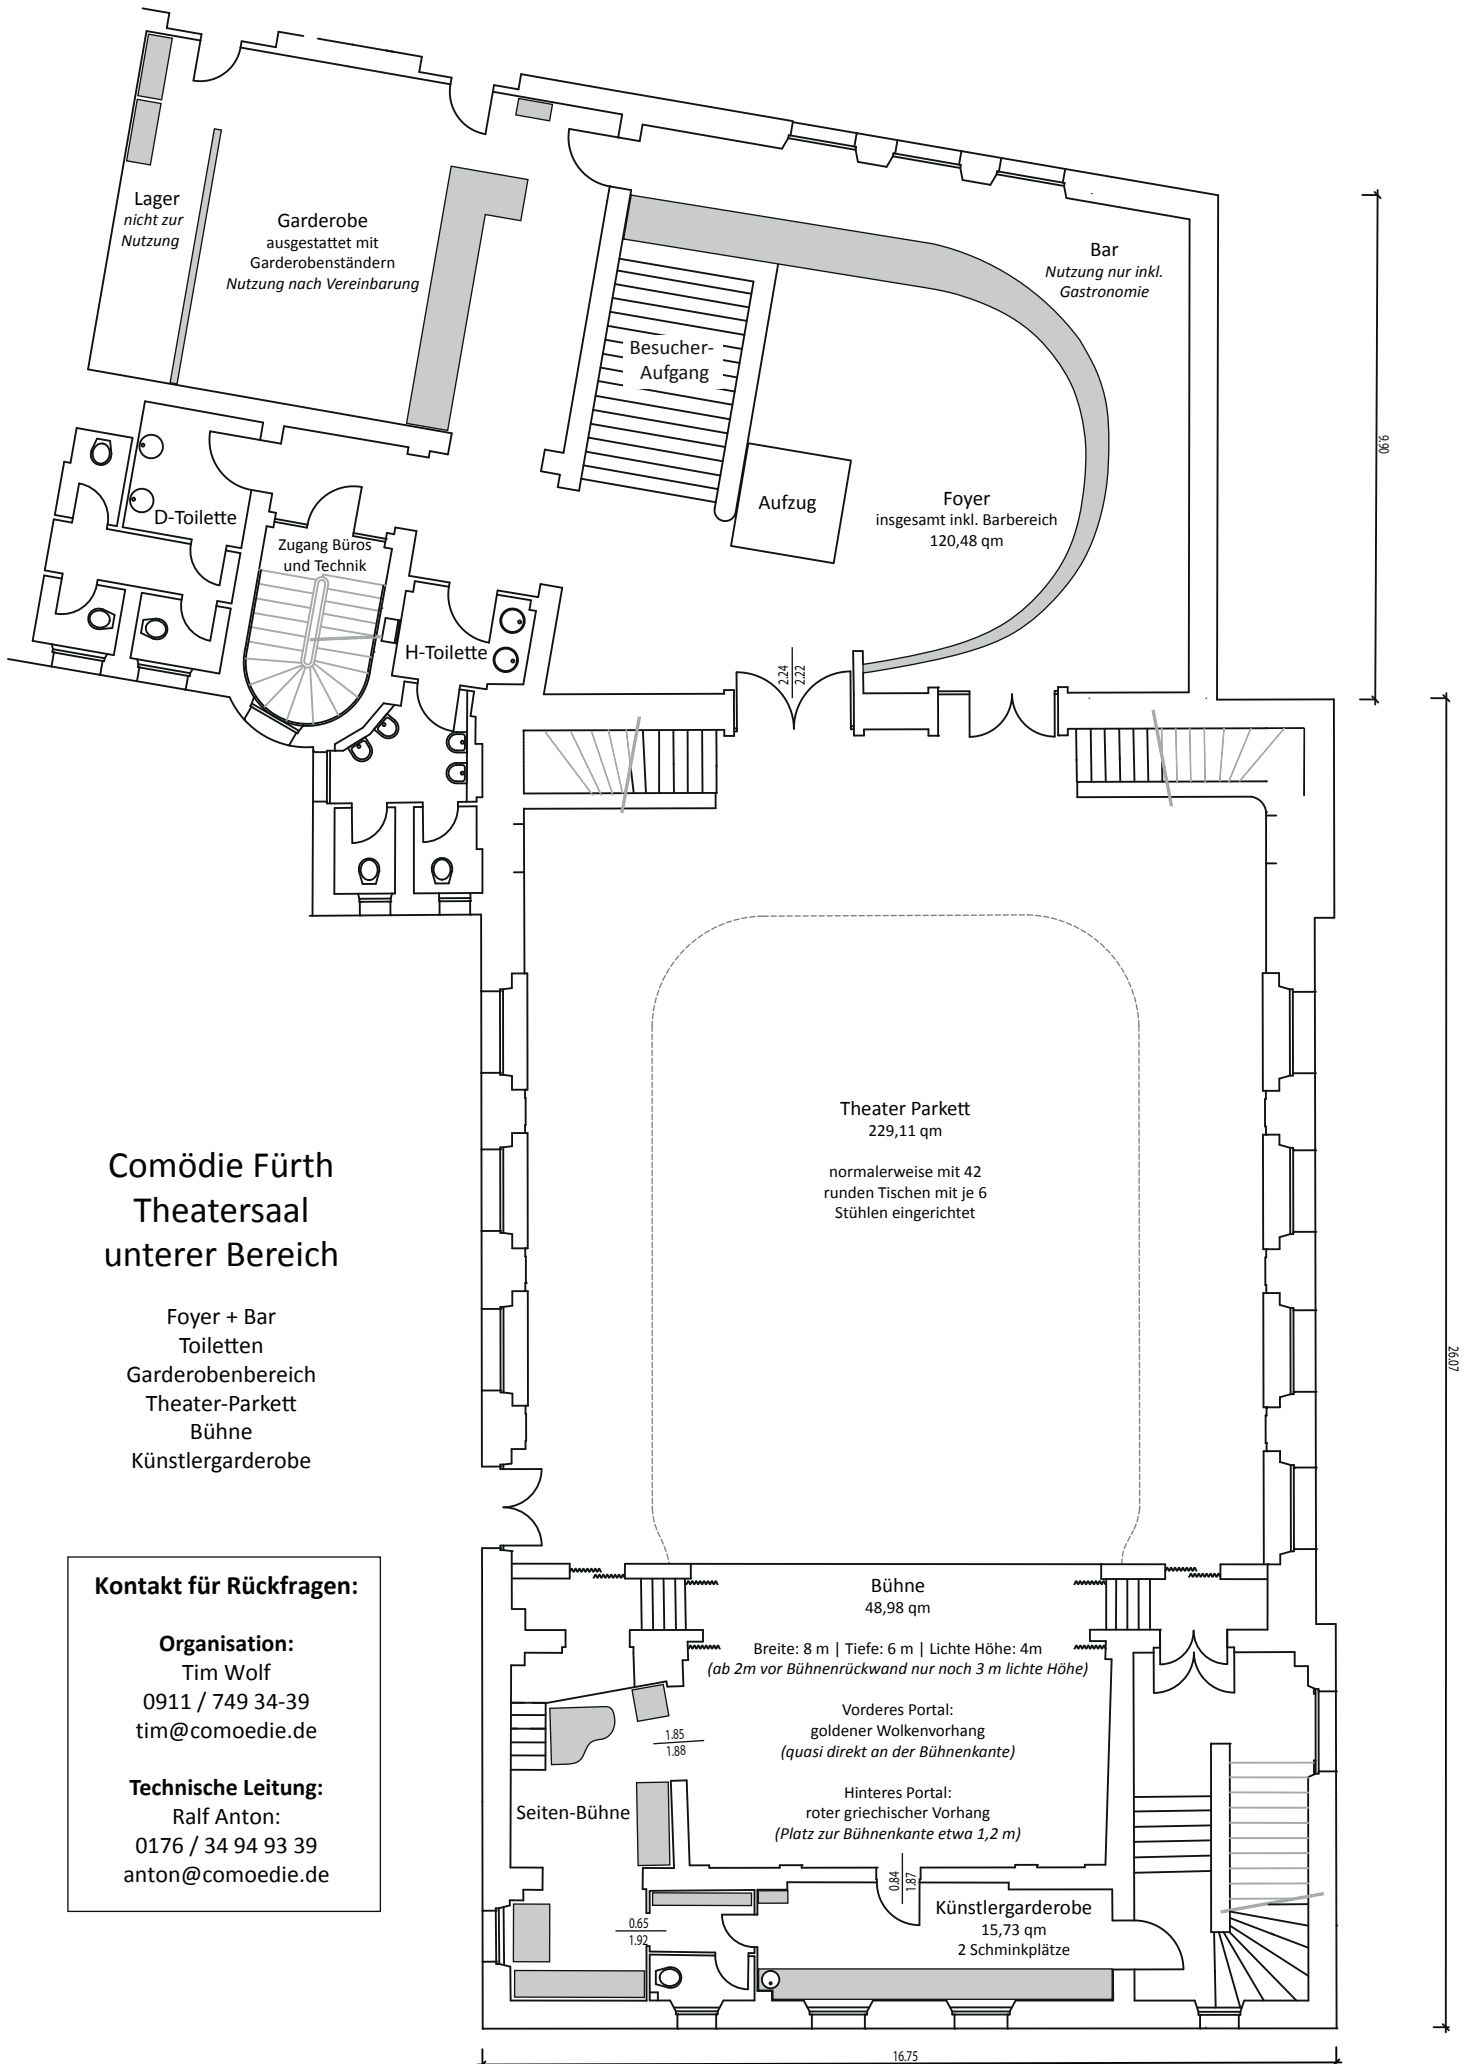 Lager
nicht zur
Nutzung
Garderobe
ausgestattet mit
Garderobenständern
Nutzung nach Vereinbarung
Bar
Nutzung nur inkl.
Gastronomie
Besucher-
Aufgang
9.90
Aufzug
Foyer
insgesamt inkl. Barbereich
120,48 qm
D-Toilette
Zugang Büros
und Technik
H-Toilette
2.24
2.22
Theater Parkett
229,11 qm
normalerweise mit 42
runden Tischen mit je 6
Stühlen eingerichtet
Comödie Fürth
Theatersaal
unterer Bereich
Foyer + Bar
Toiletten
Garderobenbereich
Theater-Parkett
Bühne
Künstlergarderobe
26.07
Kontakt für Rückfragen:
Organisation:
Tim Wolf
0911 / 749 34-39
tim@comoedie.de
Technische Leitung:
Ralf Anton:
0176 / 34 94 93 39
anton@comoedie.de
Bühne
48,98 qm
Breite: 8 m | Tiefe: 6 m | Lichte Höhe: 4m
(ab 2m vor Bühnenrückwand nur noch 3 m lichte Höhe)
Vorderes Portal:
goldener Wolkenvorhang
(quasi direkt an der Bühnenkante)
Hinteres Portal:
roter griechischer Vorhang
(Platz zur Bühnenkante etwa 1,2 m)
1.85
1.88
Seiten-Bühne
0.84
1.87
Künstlergarderobe
15,73 qm
2 Schminkplätze
0.65
1.92
16.75